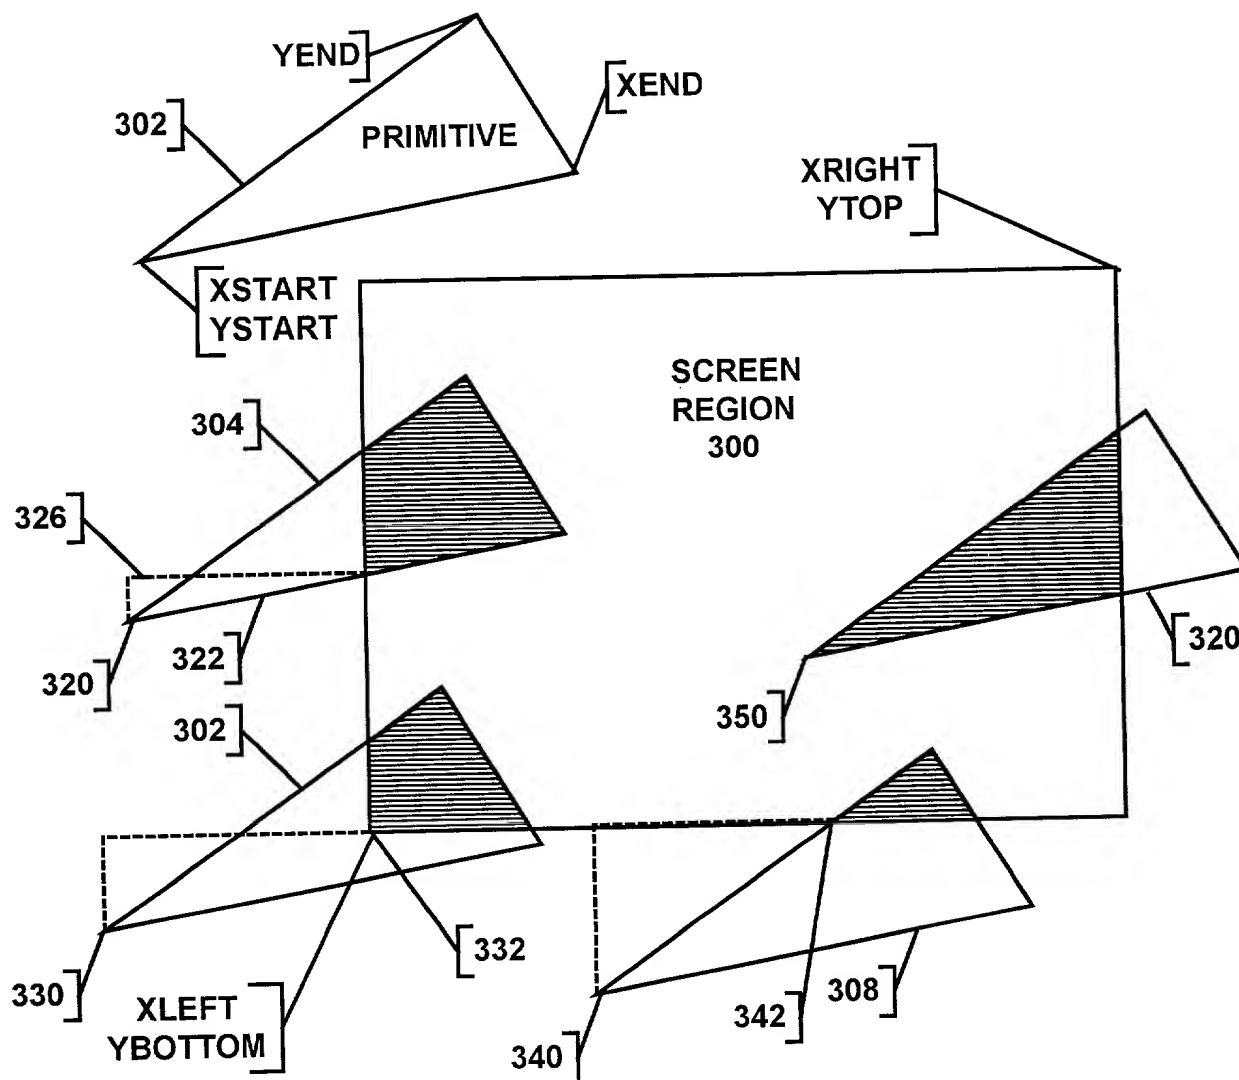 YEND
XEND
302
PRIMITIVE
XRIGHT
YTOP
XSTART
YSTART
SCREEN
REGION
300
304
326
322
320
320
302
350
332
330
XLEFT
YBOTTOM
308
342
340